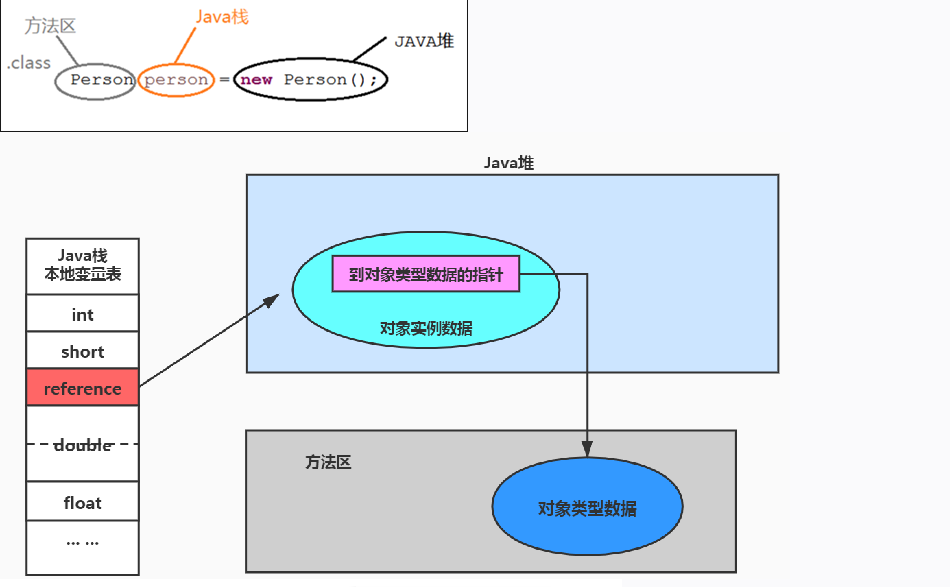 方法区
Java栈
JAVA堆
.class
Person person = new Person();
Java堆
Java栈
本地变量表
int
short
reference
double
float
... ...
到对象类型数据的指针
对象实例数据
方法区
对象类型数据